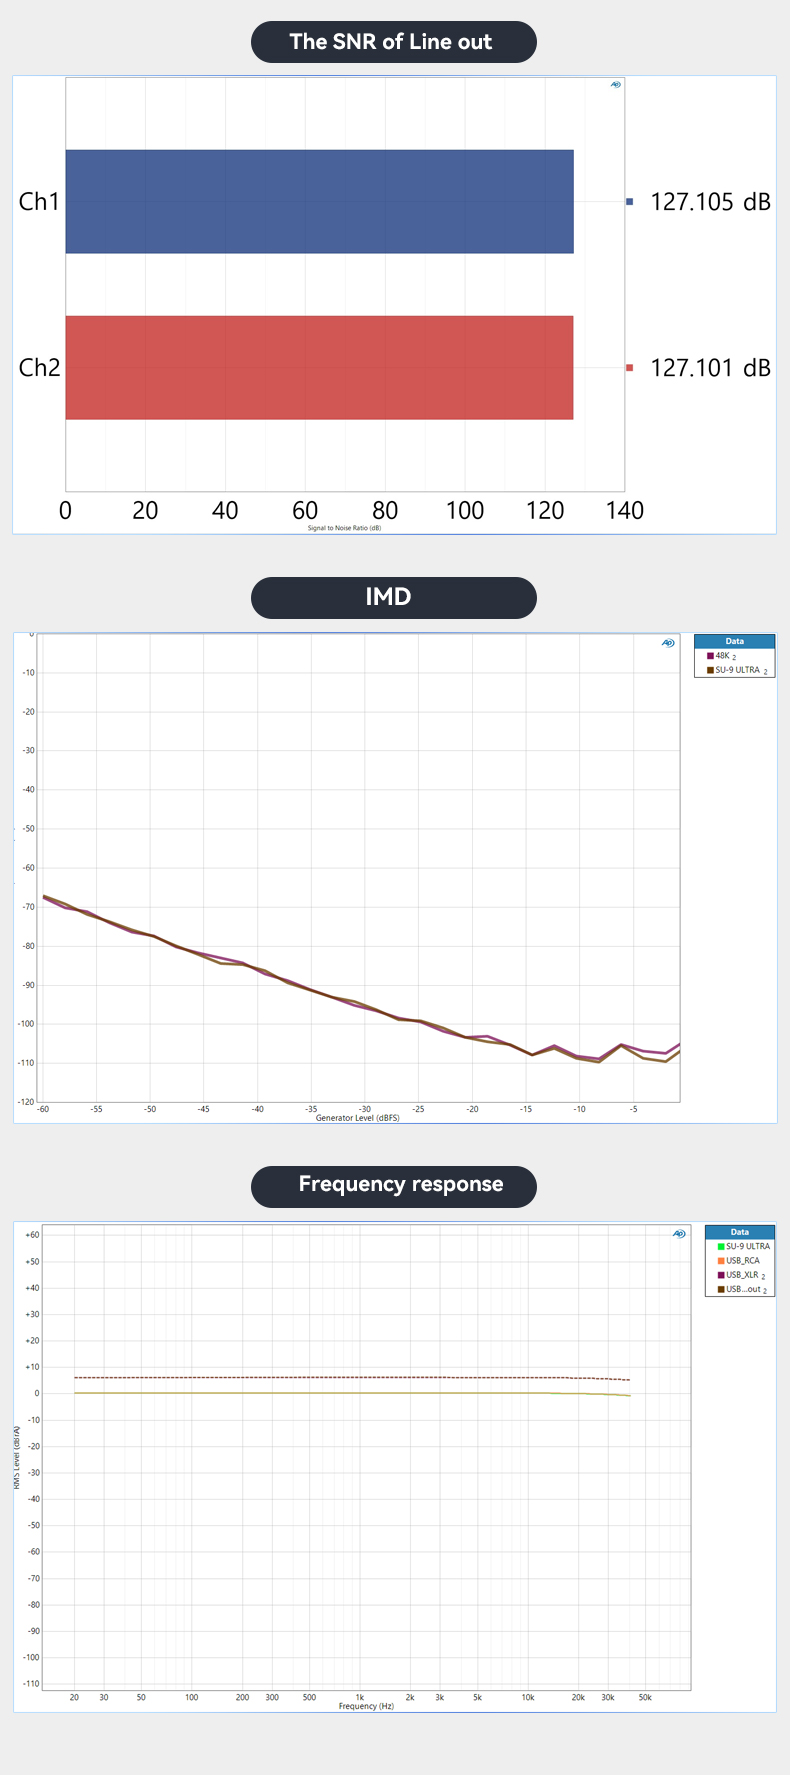 The SNR of Line out
AP
Ch1
127.105 dB
Ch2
127.101 dB
0 20 40 60 80 100 120 140
Signal to Noise Ratio (dB)
IMD
AP
Data
48K 2
SU-9 ULTRA 2
0
-10
-20
-30
-40
-50
-60
-70
-80
-90
-100
-110
-120
-60 -55 -50 -45 -40 -35 -30 -25 -20 -15 -10 -5
Generator Level (dBFS)
Frequency response
AP
Data
SU-9 ULTRA
USB_RCA
USB_XLR 2
USB...out 2
+60
+50
+40
+30
+20
+10
0
-10
-20
-30
-40
-50
-60
-70
-80
-90
-100
-110
RMS Level (dBrA)
20 30 50 100 200 300 500 1k 2k 3k 5k 10k 20k 30k 50k
Frequency (Hz)